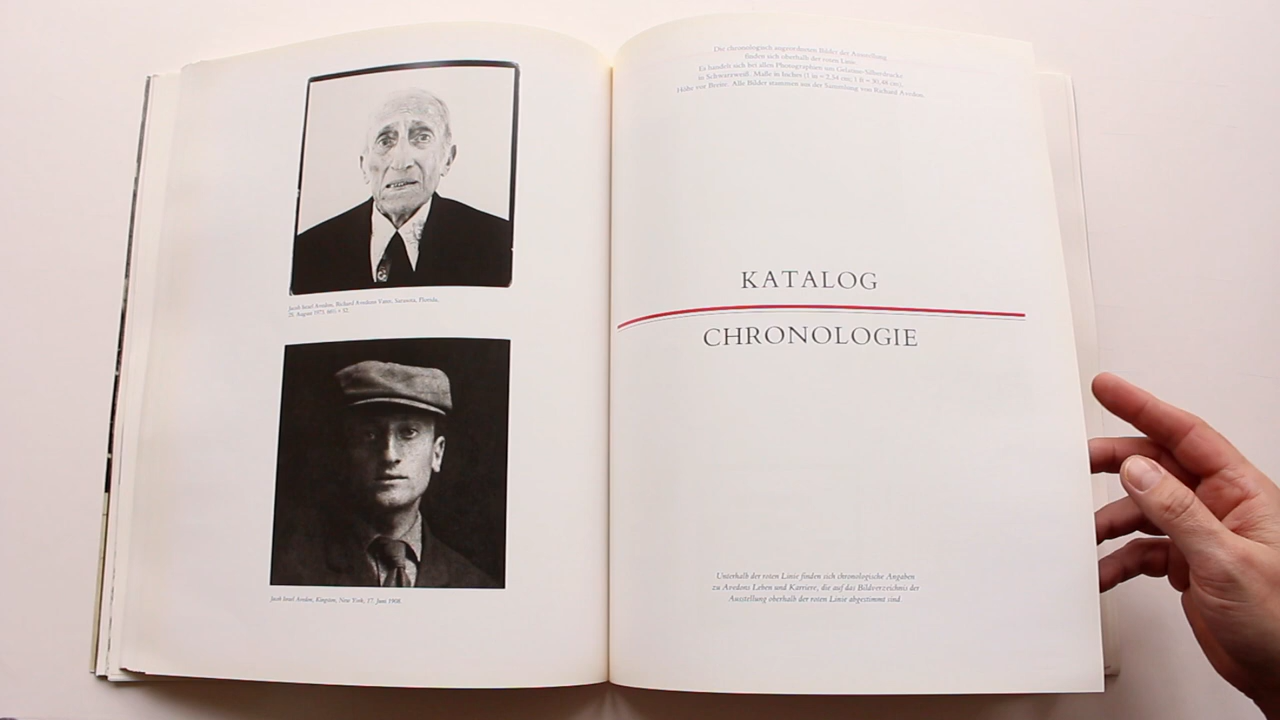 Jacob Israel Avedon, Richard Avedons Vater, Sarasota, Florida,
25. August 1973.
Jacob Israel Avedon, Kingston, New York, 17. Juni 1908.
Die chronologisch angeordneten Bilder der Ausstellung
finden sich oberhalb der roten Linie.
Es handelt sich bei allen Photographien um Gelatine-Silberdrucke
in Schwarzweiß. Maße in Inches (1 in = 2,54 cm; 1 ft = 30,48 cm),
Höhe vor Breite. Alle Bilder stammen aus der Sammlung von Richard Avedon.
KATALOG
CHRONOLOGIE
Unterhalb der roten Linie finden sich chronologische Angaben
zu Avedons Leben und Karriere, die auf das Bildverzeichnis der
Ausstellung oberhalb der roten Linie abgestimmt sind.